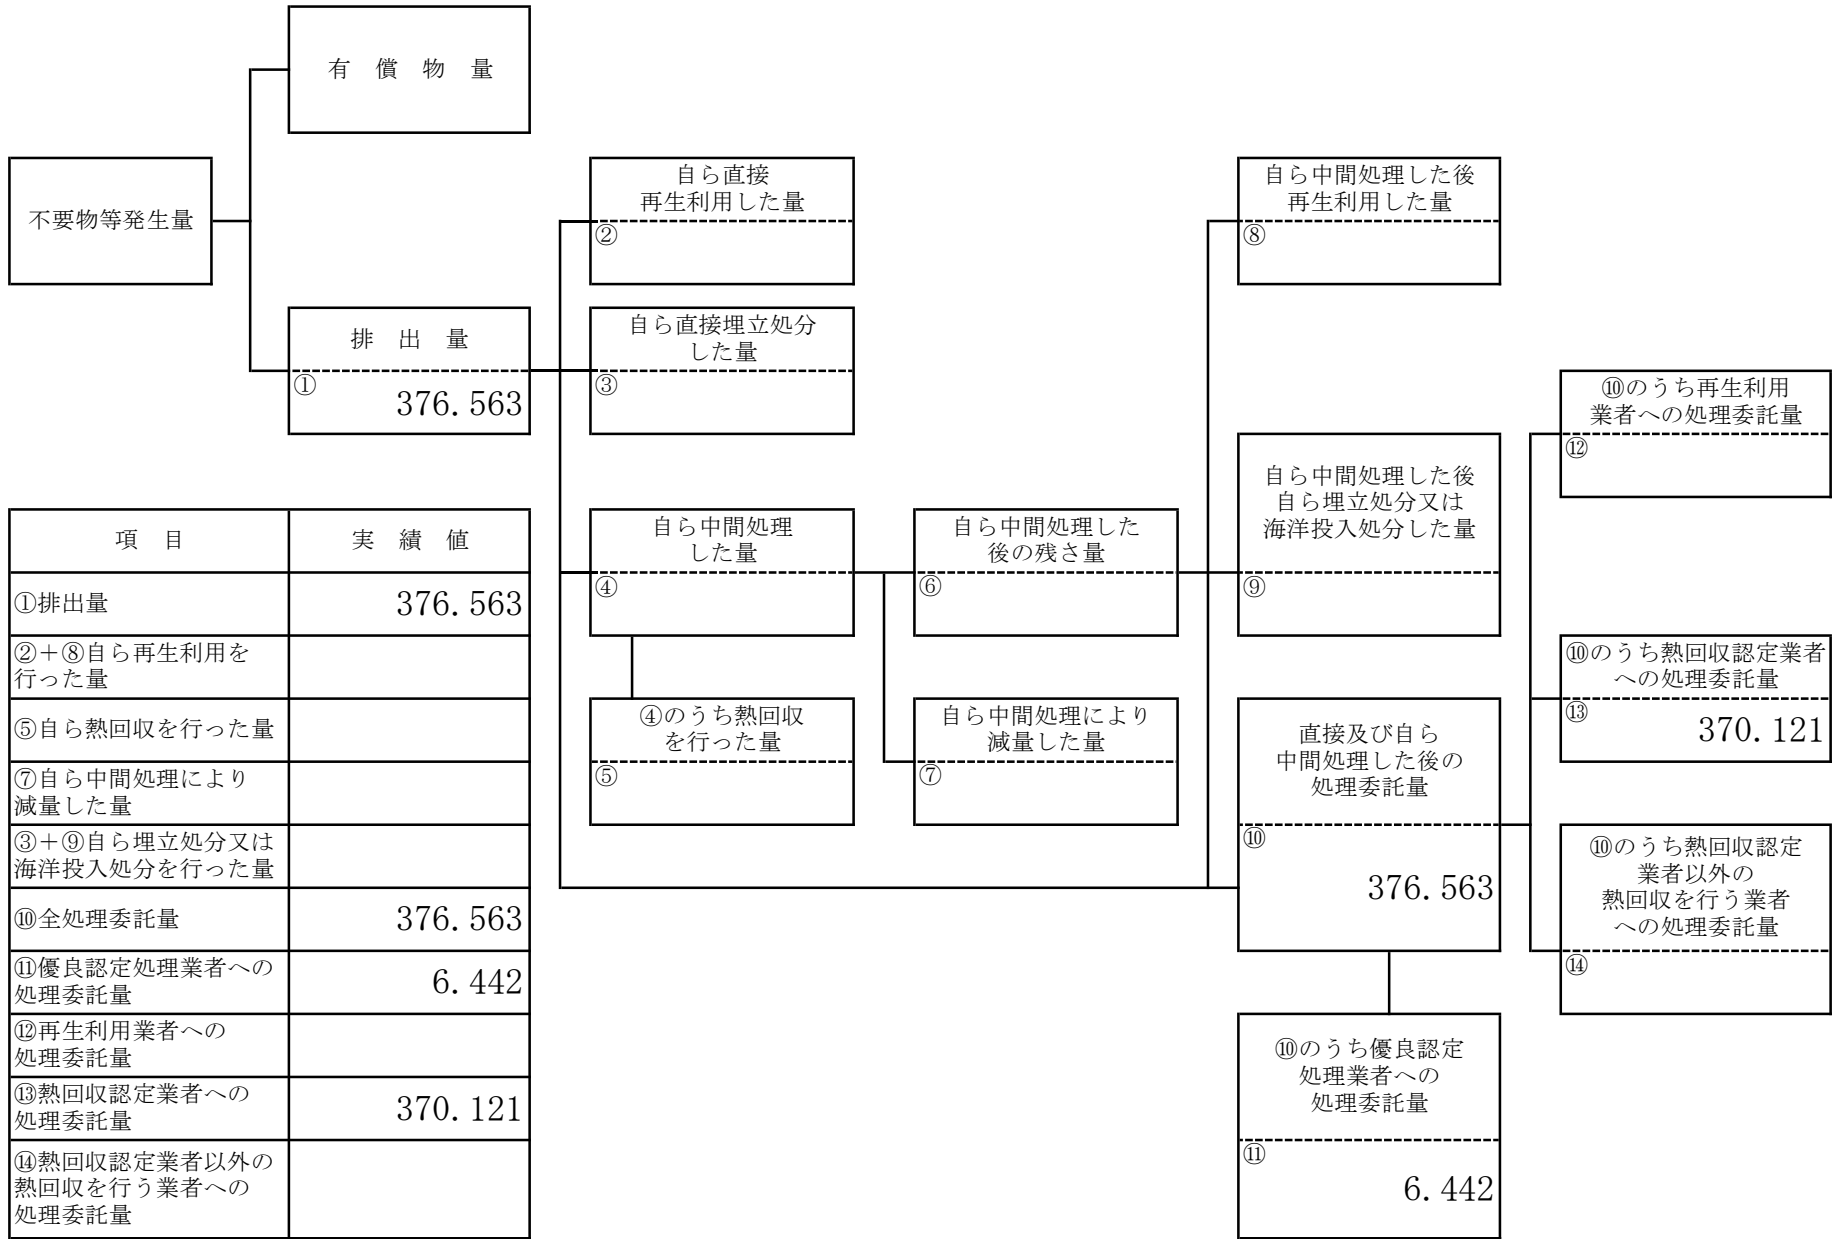 有 償 物 量
不要物等発生量
排 出 量
①
376.563
自ら直接
再生利用した量
②
自ら直接埋立処分
した量
③
自ら中間処理
した量
④
④のうち熱回収
を行った量
⑤
自ら中間処理した
後の残さ量
⑥
自ら中間処理により
減量した量
⑦
自ら中間処理した後
再生利用した量
⑧
自ら中間処理した後
自ら埋立処分又は
海洋投入処分した量
⑨
直接及び自ら
中間処理した後の
処理委託量
⑩
376.563
⑩のうち優良認定
処理業者への
処理委託量
⑪
6.442
⑩のうち再生利用
業者への処理委託量
⑫
⑩のうち熱回収認定業者
への処理委託量
⑬
370.121
⑩のうち熱回収認定
業者以外の
熱回収を行う業者
への処理委託量
⑭
項 目 実 績 値
①排出量 376.563
②+⑧自ら再生利用を
行った量
⑤自ら熱回収を行った量
⑦自ら中間処理により
減量した量
③+⑨自ら埋立処分又は
海洋投入処分を行った量
⑩全処理委託量 376.563
⑪優良認定処理業者への
処理委託量 6.442
⑫再生利用業者への
処理委託量
⑬熱回収認定業者への
処理委託量 370.121
⑭熱回収認定業者以外の
熱回収を行う業者への
処理委託量